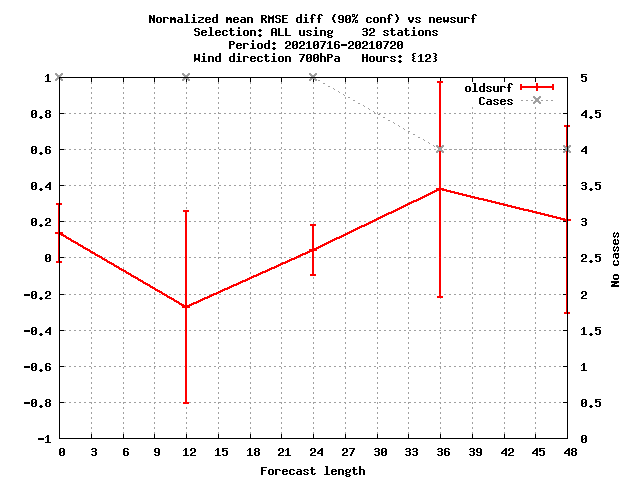 Normalized mean RMSE diff (90% conf) vs newsurf
Selection: ALL using    32 stations
Period: 20210716-20210720
Wind direction 700hPa   Hours: {12}
oldsurf
Cases
1
0.8
0.6
0.4
0.2
0
-0.2
-0.4
-0.6
-0.8
-1
5
4.5
4
3.5
3
2.5
2
1.5
1
0.5
0
No cases
0 3 6 9 12 15 18 21 24 27 30 33 36 39 42 45 48
Forecast length